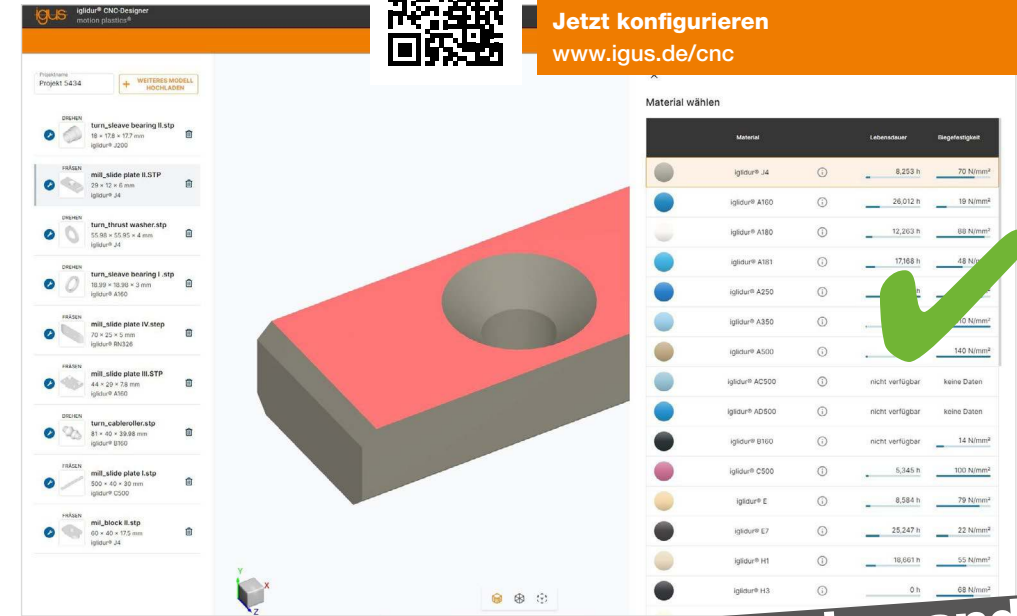 igus iglidur® CNC-Designer
motion plastics®
Jetzt konfigurieren
www.igus.de/cnc
Projektname
Projekt 5434
+ WEITERES MODELL
HOCHLADEN
DREHEN
turn_sleave bearing II.stp
18 × 17.8 × 17.7 mm
iglidur® J200
FRÄSEN
mill_slide plate II.STP
29 × 12 × 6 mm
iglidur® J4
DREHEN
turn_thrust washer.stp
55.98 × 55.95 × 4 mm
iglidur® J4
DREHEN
turn_sleave bearing I .stp
18.99 × 18.98 × 3 mm
iglidur® A160
FRÄSEN
mill_slide plate IV.step
70 × 25 × 5 mm
iglidur® RN326
FRÄSEN
mill_slide plate III.STP
44 × 29 × 7.8 mm
iglidur® A160
DREHEN
turn_cableroller.stp
81 × 40 × 39.98 mm
iglidur® B160
FRÄSEN
mill_slide plate I.stp
500 × 40 × 30 mm
iglidur® C500
FRÄSEN
mil_block II.stp
60 × 40 × 17.5 mm
iglidur® J4
Y
X
Z
Material wählen
Material Lebensdauer Biegefestigkeit
iglidur® J4 8,253 h 70 N/mm²
iglidur® A160 26,012 h 19 N/mm²
iglidur® A180 12,263 h 88 N/mm²
iglidur® A181 17,168 h 48 N/m
iglidur® A250 h
iglidur® A350 10 N/mm²
iglidur® A500 140 N/mm²
iglidur® AC500 nicht verfügbar keine Daten
iglidur® AD500 nicht verfügbar keine Daten
iglidur® B160 nicht verfügbar 14 N/mm²
iglidur® C500 5,345 h 100 N/mm²
iglidur® E 8,584 h 79 N/mm²
iglidur® E7 25,247 h 22 N/mm²
iglidur® H1 18,661 h 55 N/mm²
iglidur® H3 0 h 68 N/mm²